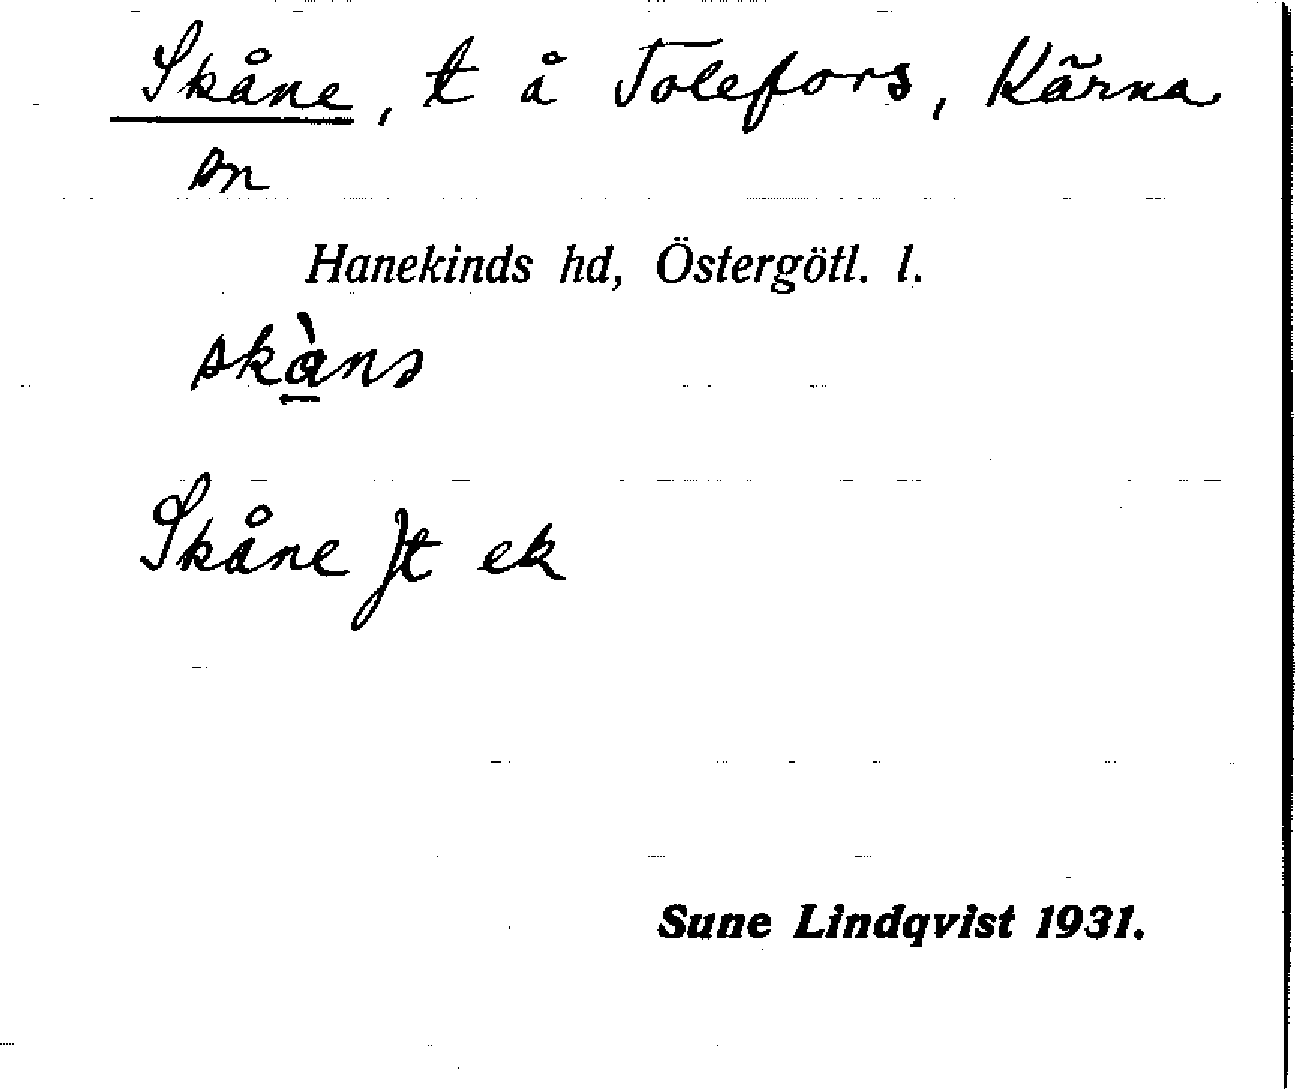 Skåne, t å Tolefors, Kärna
sn
Hanekinds hd, Östergötl. l.
skàns
Skåne Jt ek
Sune Lindqvist 1931.